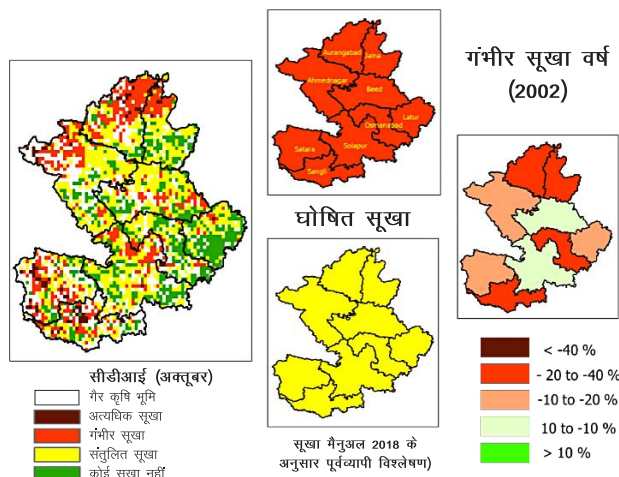 Aurangabad
Jalna
Ahmednagar
Beed
Latur
Osmanabad
Satara
Solapur
Sangli
घोषित सूखा
सूखा मैनुअल 2018 के
अनुसार पूर्वव्यापी विश्लेषण)
गंभीर सूखा वर्ष
(2002)
सीडीआई (अक्तूबर)
गैर कृषि भूमि
अत्यधिक सूखा
गंभीर सूखा
संतुलित सूखा
कोई सूखा नहीं
< -40 %
- 20 to -40 %
-10 to -20 %
10 to -10 %
> 10 %